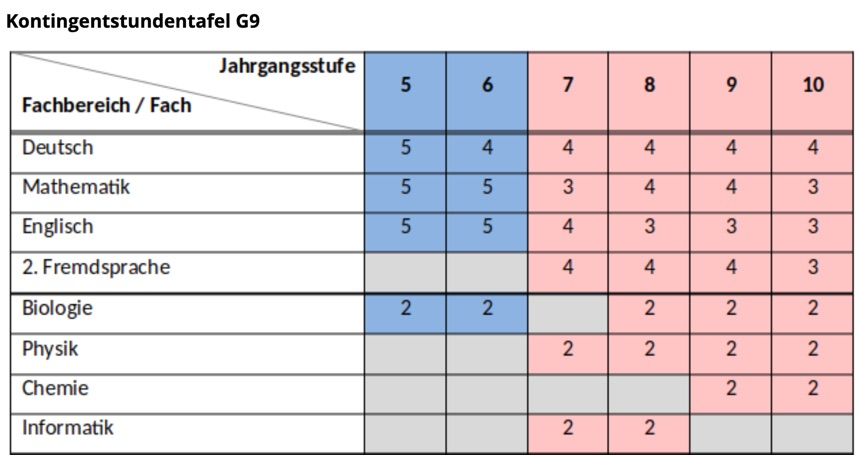 Kontingentstundentafel G9
Jahrgangsstufe
Fachbereich / Fach
5 6 7 8 9 10
Deutsch 5 4 4 4 4 4
Mathematik 5 5 3 4 4 3
Englisch 5 5 4 3 3 3
2. Fremdsprache 4 4 4 3
Biologie 2 2 2 2 2
Physik 2 2 2 2
Chemie 2 2
Informatik 2 2